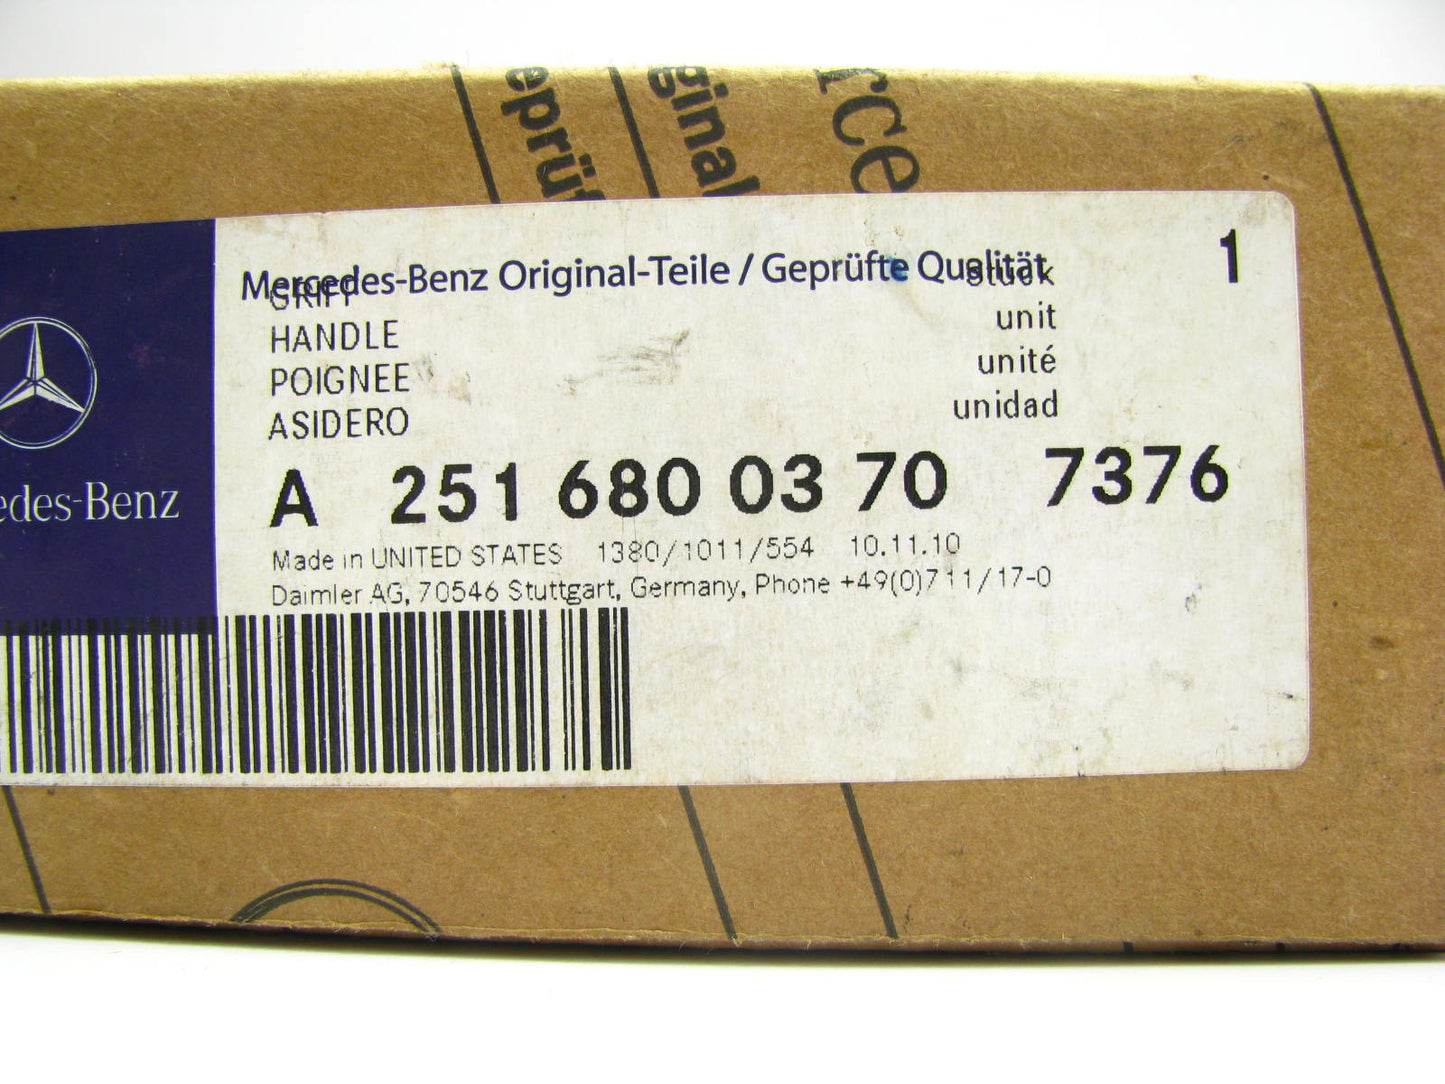 eprüf
ginal
rce
Mercedes-Benz Original-Teile / Geprüfte Qualität
GRIFF Stück 1
HANDLE unit
POIGNEE unité
ASIDERO unidad
edes-Benz
A 251 680 03 70 7376
Made in UNITED STATES 1380/1011/554 10.11.10
Daimler AG, 70546 Stuttgart, Germany, Phone +49(0)711/17-0